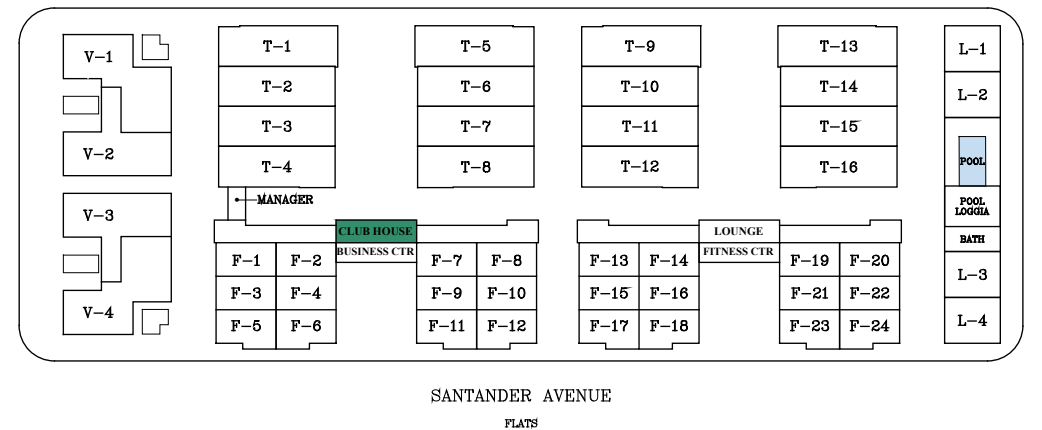 V-1
V-2
V-3
V-4
T-1
T-2
T-3
T-4
T-5
T-6
T-7
T-8
T-9
T-10
T-11
T-12
T-13
T-14
T-15
T-16
L-1
L-2
POOL
POOL
LOGGIA
BATH
L-3
L-4
MANAGER
CLUB HOUSE
BUSINESS CTR
LOUNGE
FITNESS CTR
F-1
F-2
F-3
F-4
F-5
F-6
F-7
F-8
F-9
F-10
F-11
F-12
F-13
F-14
F-15
F-16
F-17
F-18
F-19
F-20
F-21
F-22
F-23
F-24
SANTANDER AVENUE
FLATS